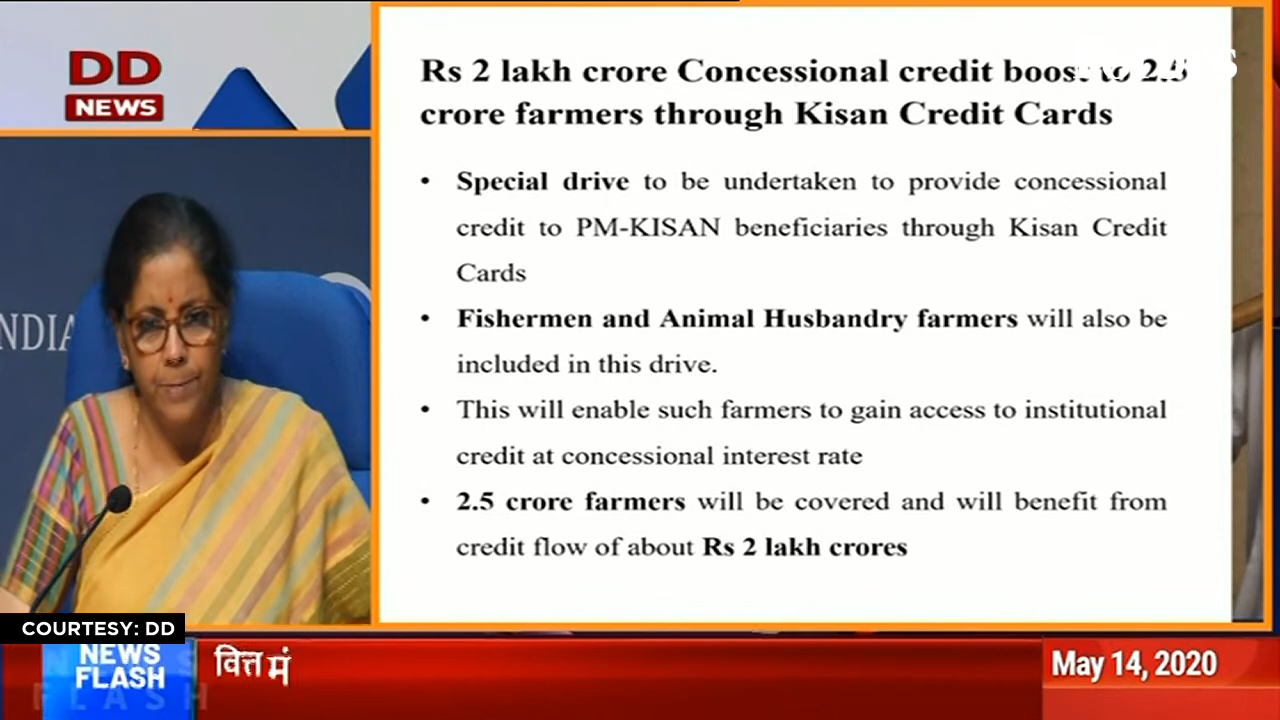 DD
NEWS
NDIA
Rs 2 lakh crore Concessional credit boost to 2.5
crore farmers through Kisan Credit Cards
• Special drive to be undertaken to provide concessional
credit to PM-KISAN beneficiaries through Kisan Credit
Cards
• Fishermen and Animal Husbandry farmers will also be
included in this drive.
• This will enable such farmers to gain access to institutional
credit at concessional interest rate
• 2.5 crore farmers will be covered and will benefit from
credit flow of about Rs 2 lakh crores
COURTESY: DD
NEWS
FLASH
वित्त मं
May 14, 2020